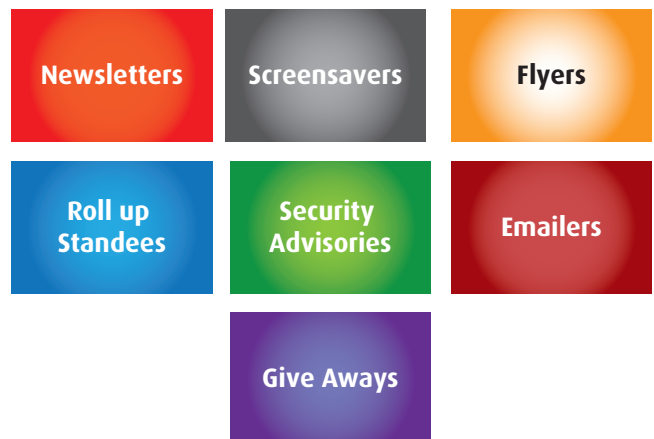 Newsletters
Screensavers
Flyers
Roll up
Standees
Security
Advisories
Emailers
Give Aways